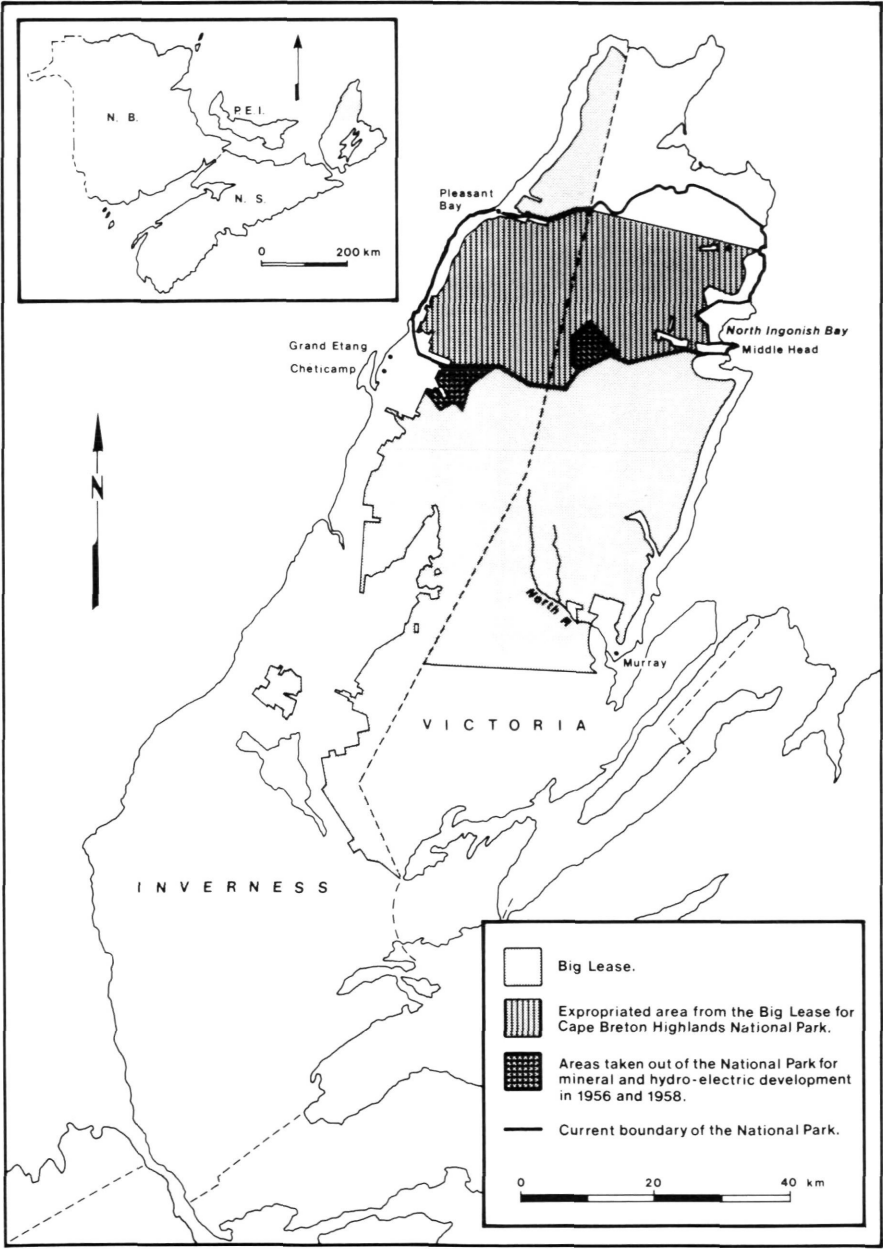 N. B.
P.E.I.
N. S.
0 200 km
Pleasant
Bay
North Ingonish Bay
Middle Head
Grand Etang
Cheticamp
N
North R
Murray
VICTORIA
INVERNESS
Big Lease.
Expropriated area from the Big Lease for
Cape Breton Highlands National Park.
Areas taken out of the National Park for
mineral and hydro-electric development
in 1956 and 1958.
Current boundary of the National Park.
0 20 40 km